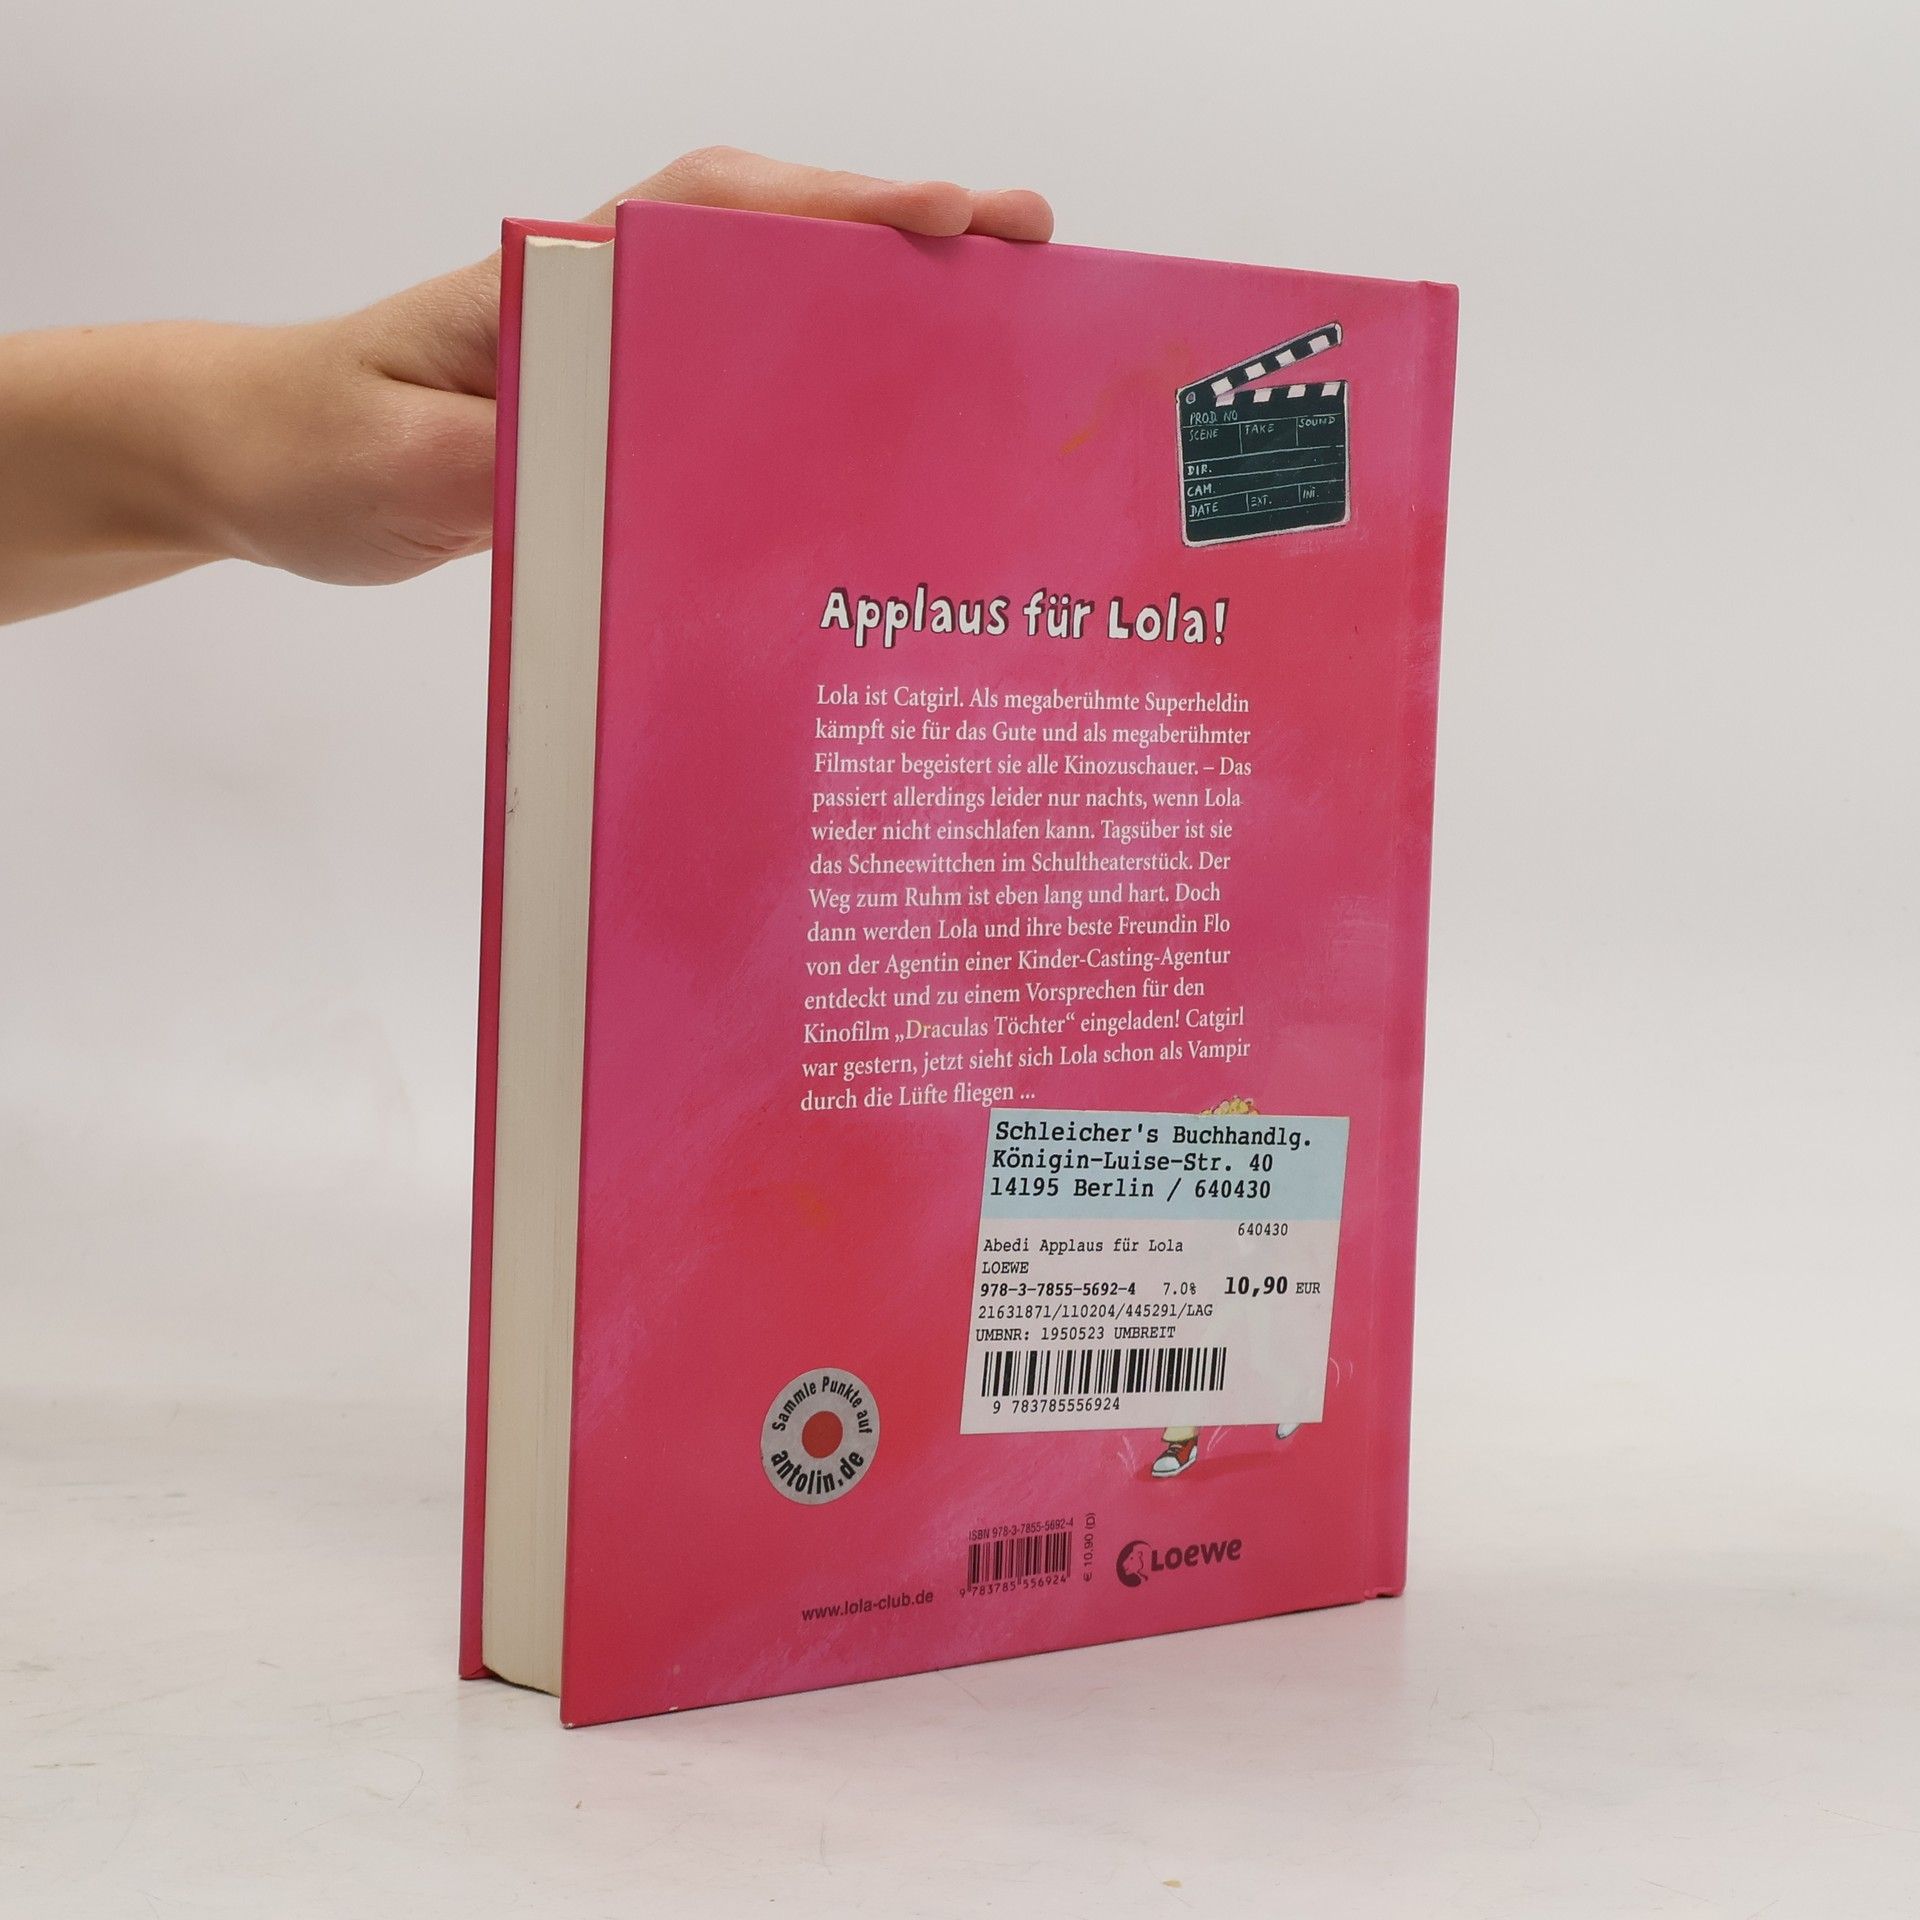 PROD. NO
SCENE TAKE SOUND
DIR.
CAM.
DATE EXT. INT.
Applaus für Lola!
Lola ist Catgirl. Als megaberühmte Superheldin
kämpft sie für das Gute und als megaberühmter
Filmstar begeistert sie alle Kinozuschauer. – Das
passiert allerdings leider nur nachts, wenn Lola
wieder nicht einschlafen kann. Tagsüber ist sie
das Schneewittchen im Schultheaterstück. Der
Weg zum Ruhm ist eben lang und hart. Doch
dann werden Lola und ihre beste Freundin Flo
von der Agentin einer Kinder-Casting-Agentur
entdeckt und zu einem Vorsprechen für den
Kinofilm „Draculas Töchter“ eingeladen! Catgirl
war gestern, jetzt sieht sich Lola schon als Vampir
durch die Lüfte fliegen ...
Schleicher's Buchhandlg.
Königin-Luise-Str. 40
14195 Berlin / 640430
640430
Abedi Applaus für Lola
LOEWE
978-3-7855-5692-4 7.0% 10,90 EUR
21631871/110204/445291/LAG
UMBNR: 1950523 UMBREIT
9 783785556924
Sammle Punkte auf
antolin.de
ISBN 978-3-7855-5692-4
9 783785 556924
€ 10,90 (D)
Loewe
www.lola-club.de